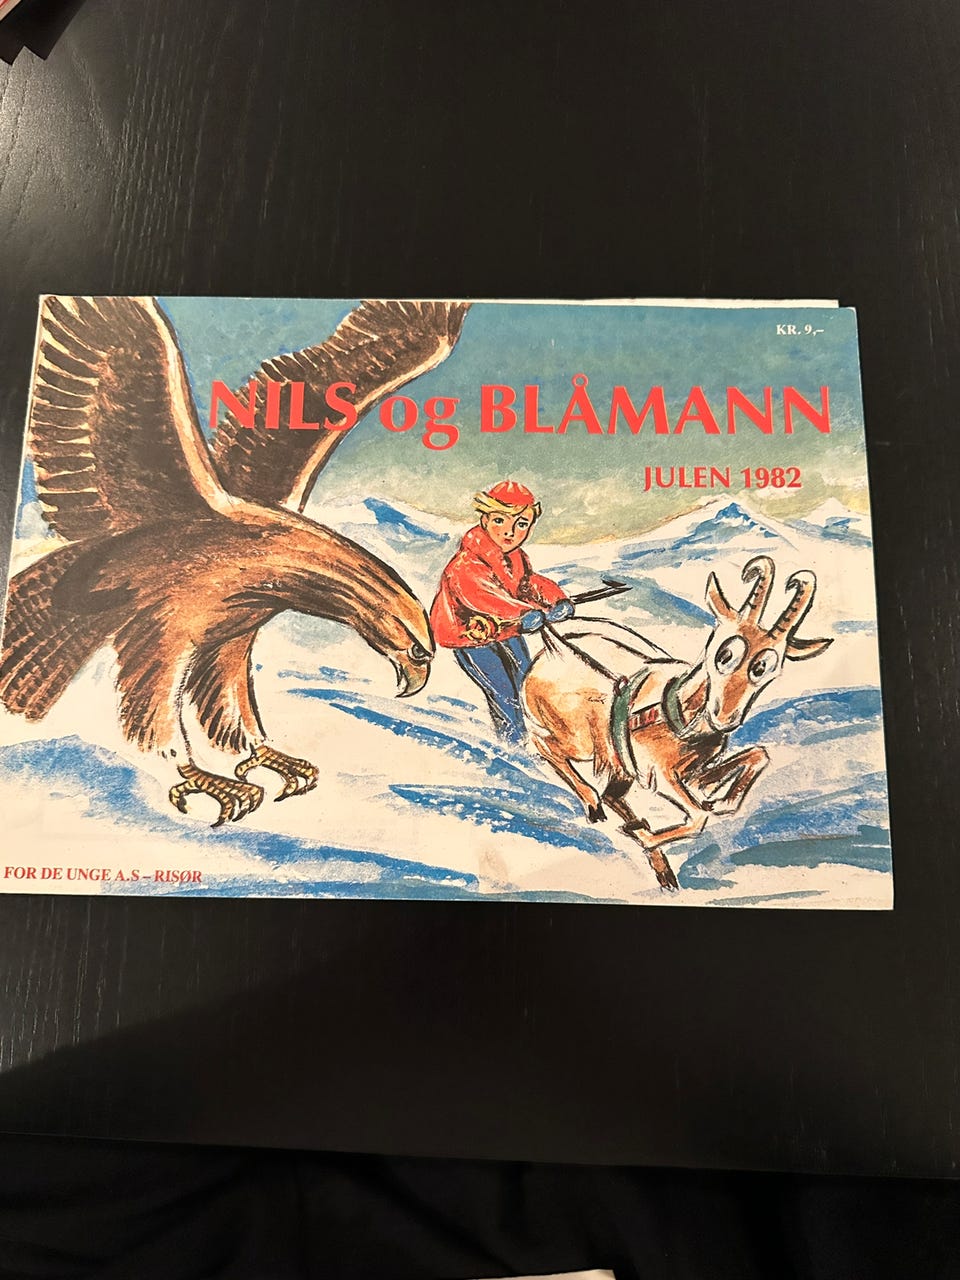 KR. 9,–
NILS og BLÅMANN
JULEN 1982
FOR DE UNGE A.S – RISØR